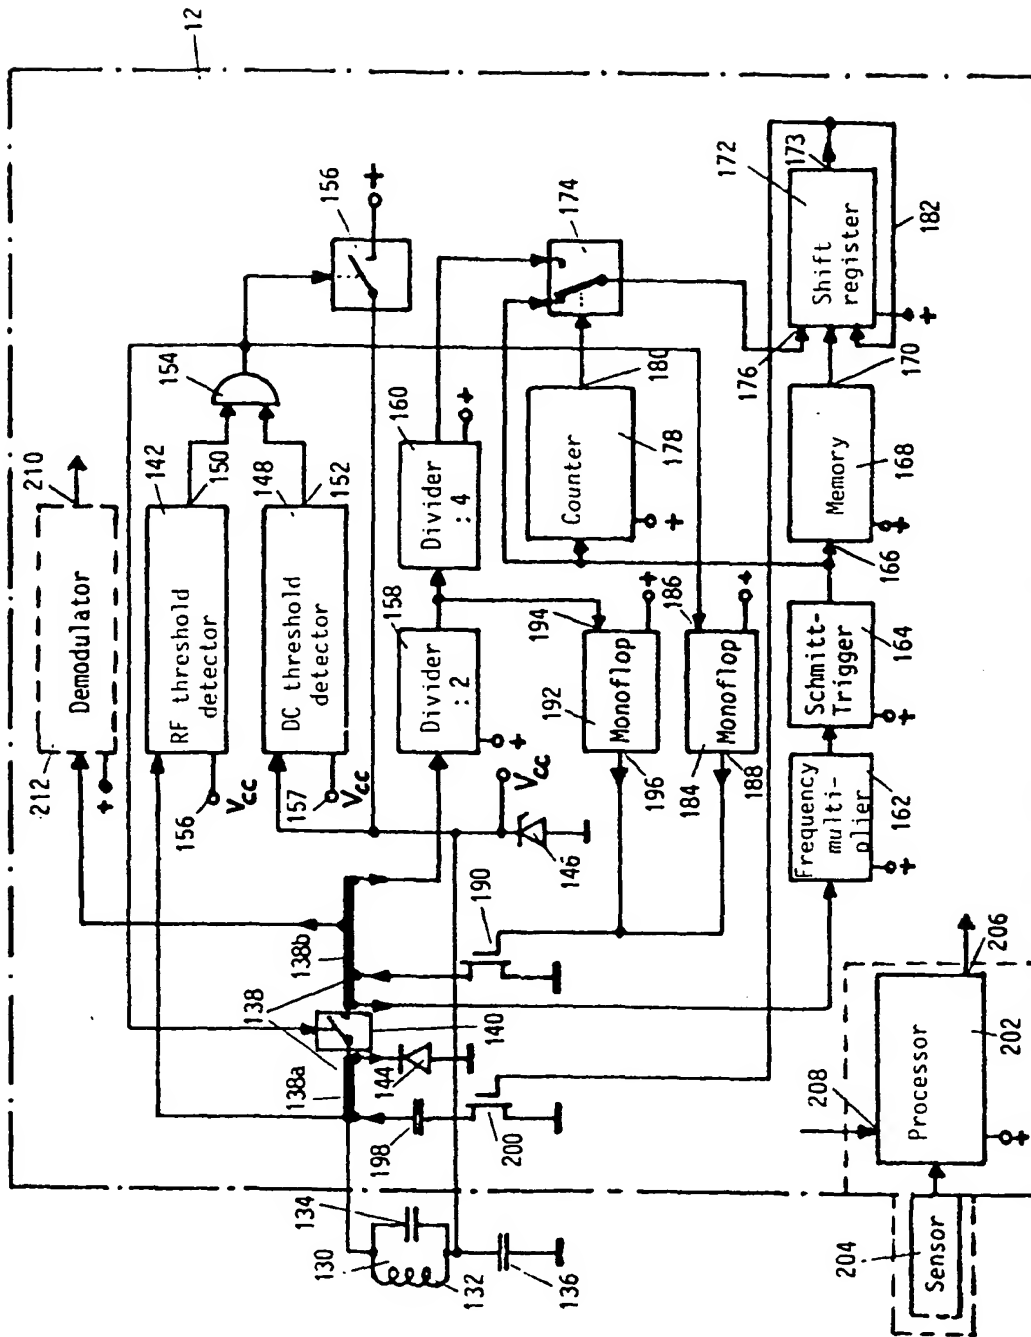 12
210
Demodulator
212
+
142
RF threshold
detector
150
156
Vcc
154
148
DC threshold
detector
152
157
Vcc
156
+
160
Divider
: 4
+
158
Divider
: 2
+
Vcc
146
174
180
Counter
178
+
194
192
Monoflop
+
196
186
184
Monoflop
+
188
172
173
Shift
register
176
182
+
170
Memory
168
166
+
Schmitt-
Trigger
164
+
Frequency
multi-
plier
162
+
138
138a
138b
140
144
190
198
200
134
130
132
136
208
Processor
206
202
+
204
Sensor